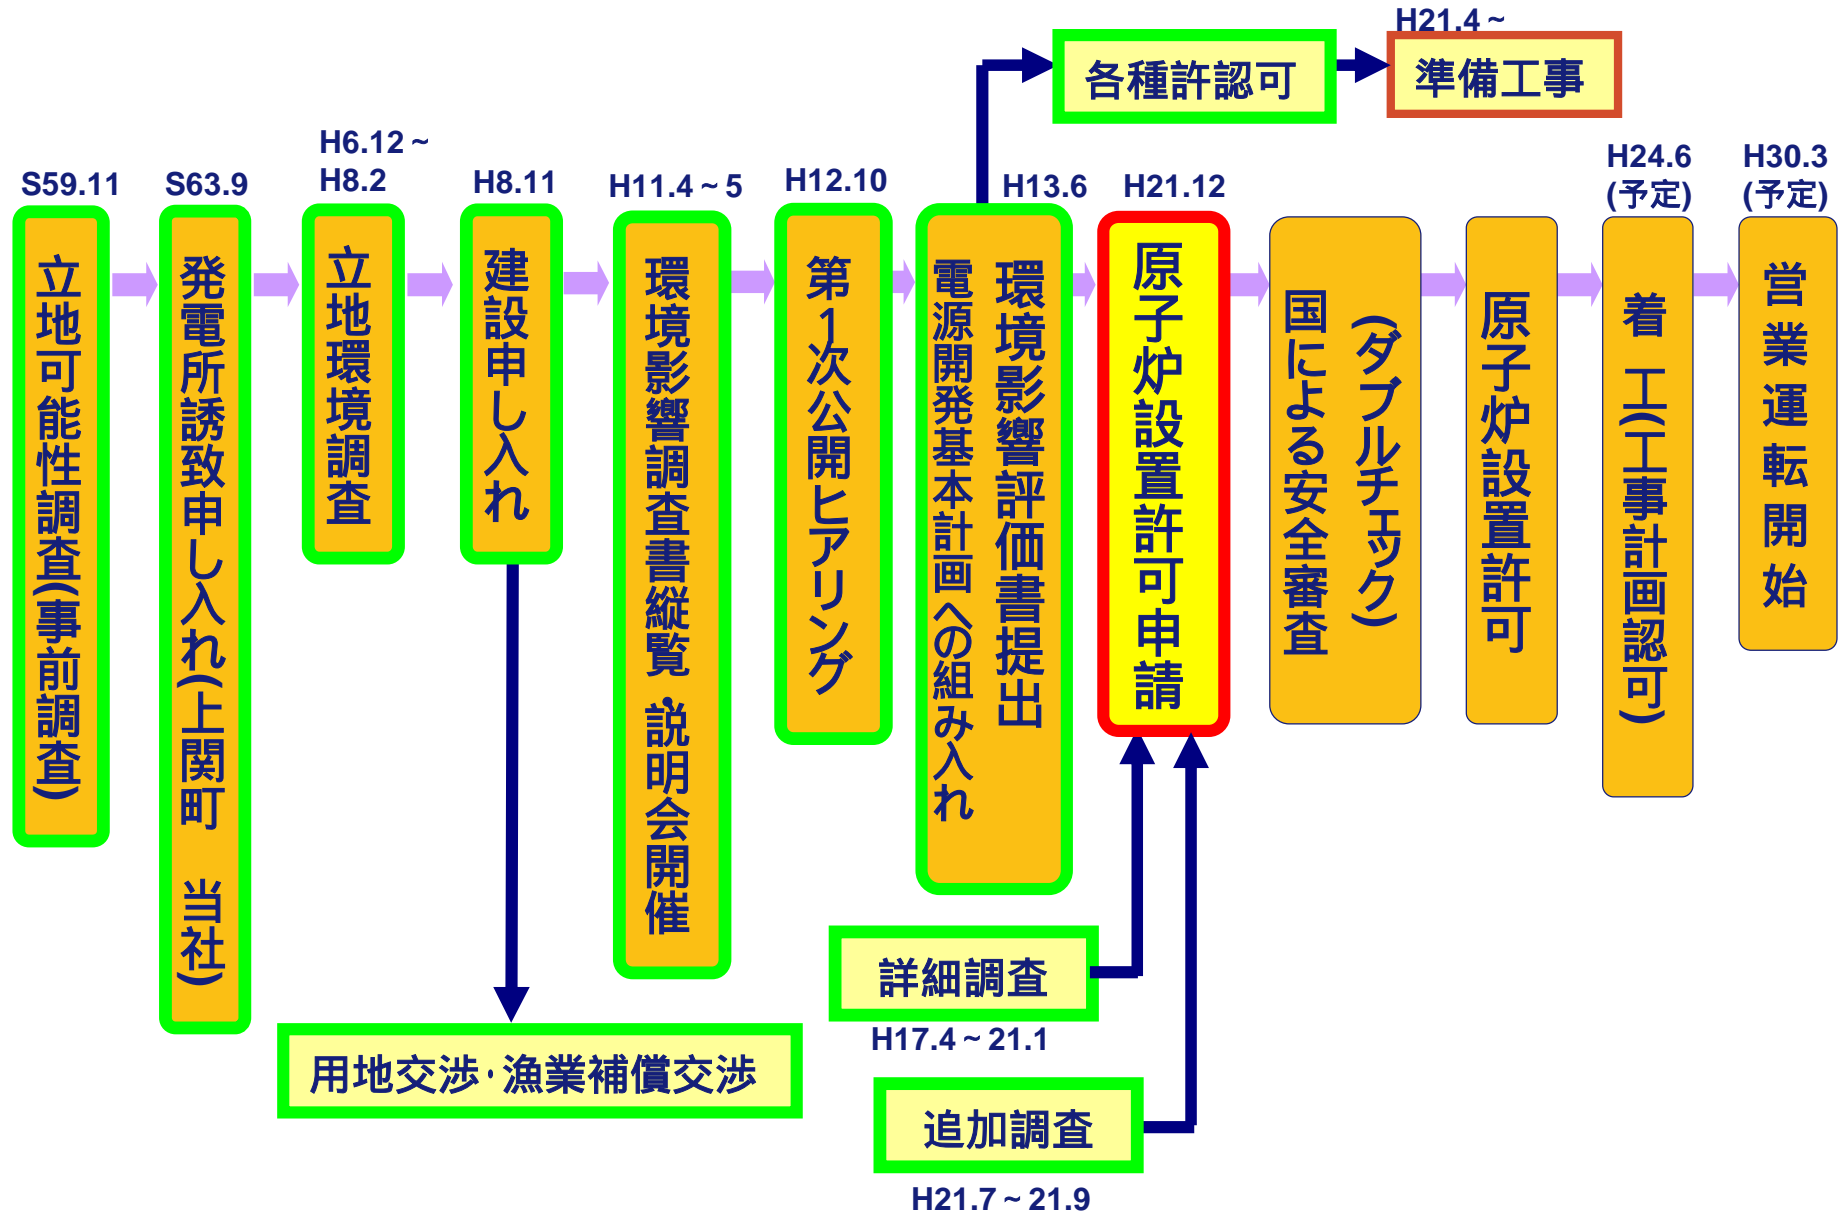 H21.4～
各種許認可
準備工事
S59.11
立地可能性調査(事前調査)
S63.9
発電所誘致申し入れ(上関町　当社)
H6.12～
H8.2
立地環境調査
H8.11
建設申し入れ
H11.4～5
環境影響調査書縦覧・説明会開催
H12.10
第1次公開ヒアリング
H13.6
環境影響評価書提出
電源開発基本計画への組み入れ
H21.12
原子炉設置許可申請
国による安全審査
(ダブルチェック)
原子炉設置許可
H24.6
(予定)
着　工(工事計画認可)
H30.3
(予定)
営業運転開始
用地交渉・漁業補償交渉
詳細調査
H17.4～21.1
追加調査
H21.7～21.9